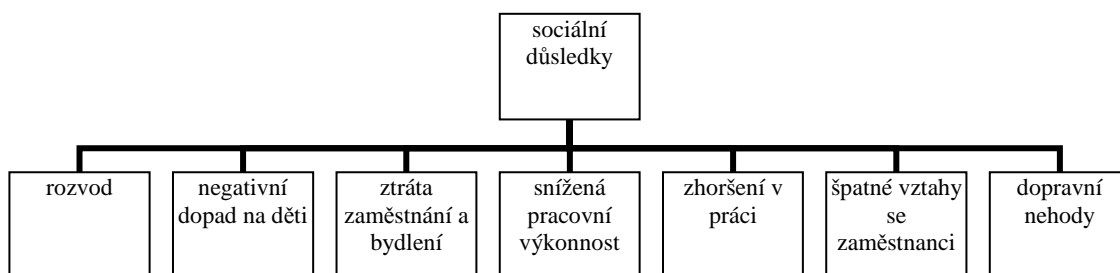 sociální
důsledky
rozvod
negativní
dopad na děti
ztráta
zaměstnání a
bydlení
snížená
pracovní
výkonnost
zhoršení v
práci
špatné vztahy
se
zaměstnanci
dopravní
nehody